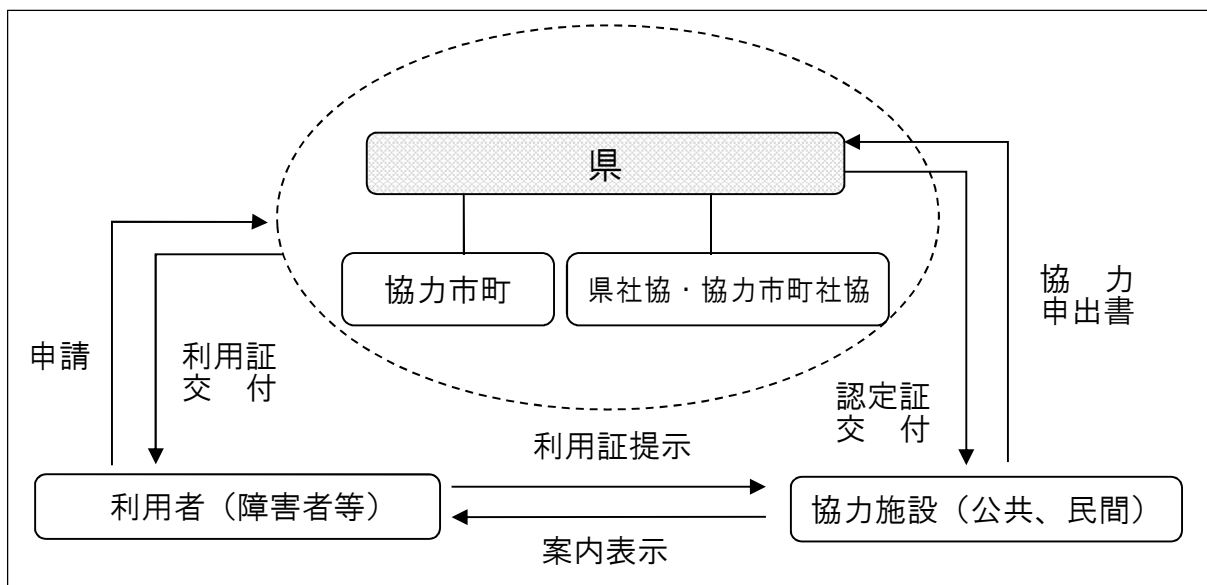 県
協力市町
県社協・協力市町社協
協　力
申出書
申請
利用証
交　付
認定証
交　付
利用証提示
利用者（障害者等）
協力施設（公共、民間）
案内表示